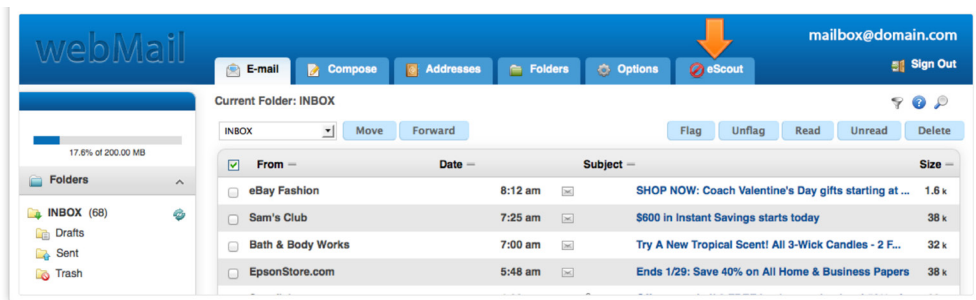 webMail
mailbox@domain.com
E-mail
Compose
Addresses
Folders
Options
eScout
Sign Out
Current Folder: INBOX
INBOX
Move
Forward
Flag
Unflag
Read
Unread
Delete
17.6% of 200.00 MB
Folders
INBOX (68)
Drafts
Sent
Trash
From Date Subject Size
eBay Fashion 8:12 am SHOP NOW: Coach Valentine's Day gifts starting at ... 1.6 k
Sam's Club 7:25 am $600 in Instant Savings starts today 38 k
Bath & Body Works 7:00 am Try A New Tropical Scent! All 3-Wick Candles - 2 F... 32 k
EpsonStore.com 5:48 am Ends 1/29: Save 40% on All Home & Business Papers 38 k